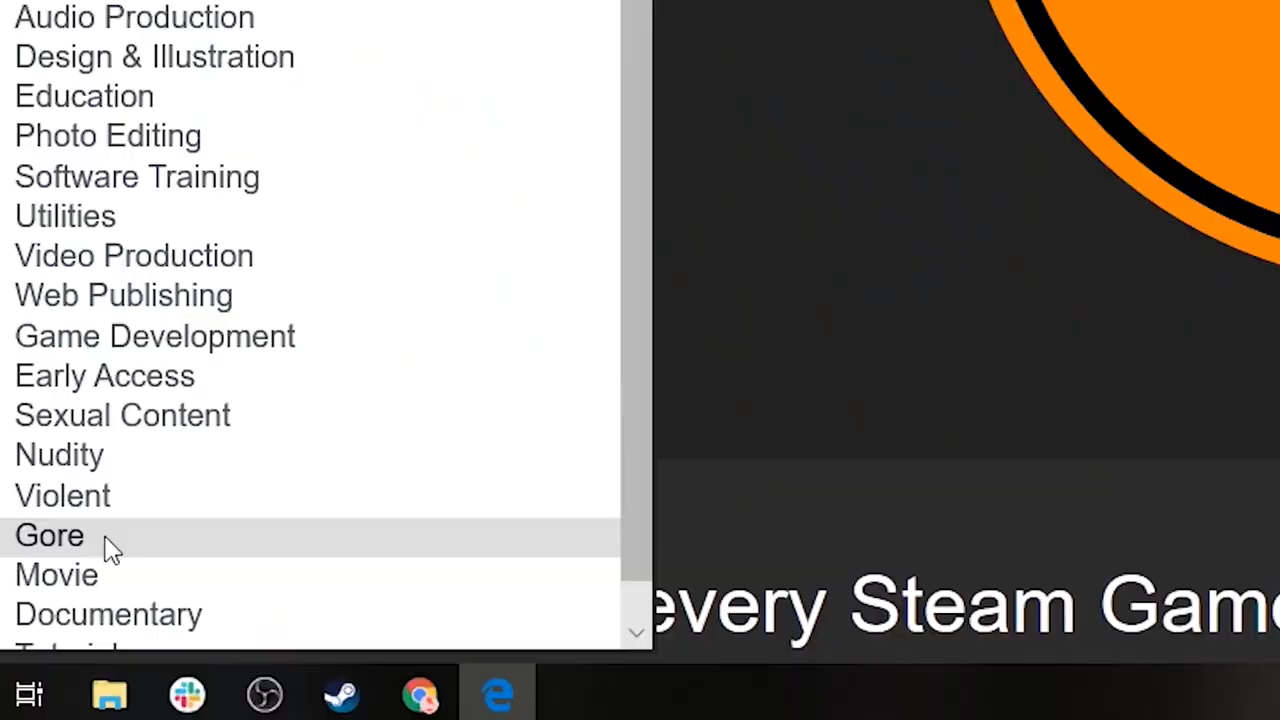 Audio Production
Design & Illustration
Education
Photo Editing
Software Training
Utilities
Video Production
Web Publishing
Game Development
Early Access
Sexual Content
Nudity
Violent
Gore
Movie
Documentary
every Steam Game